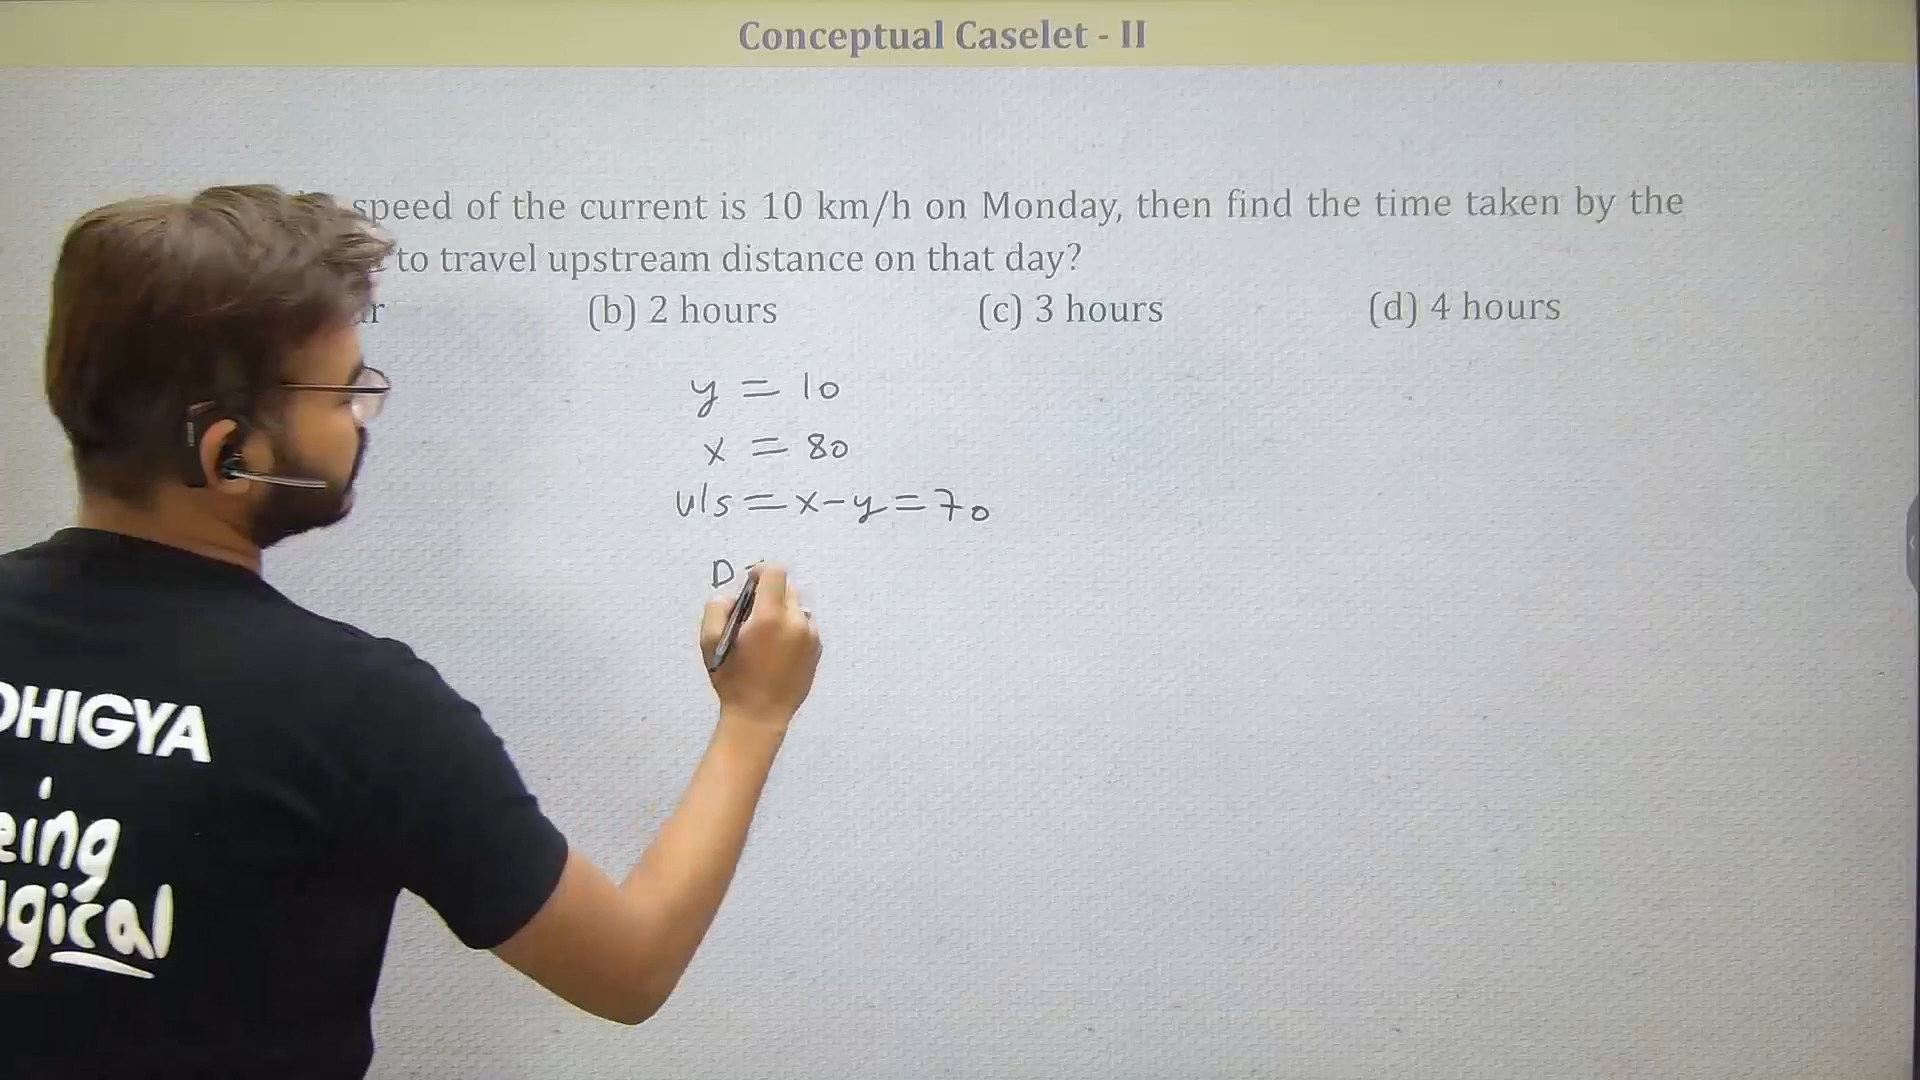 Conceptual Caselet - II
speed of the current is 10 km/h on Monday, then find the time taken by the
to travel upstream distance on that day?
(b) 2 hours (c) 3 hours (d) 4 hours
y = 10
x = 80
u/s = x-y = 70
D =
DHIGYA
eing
gical